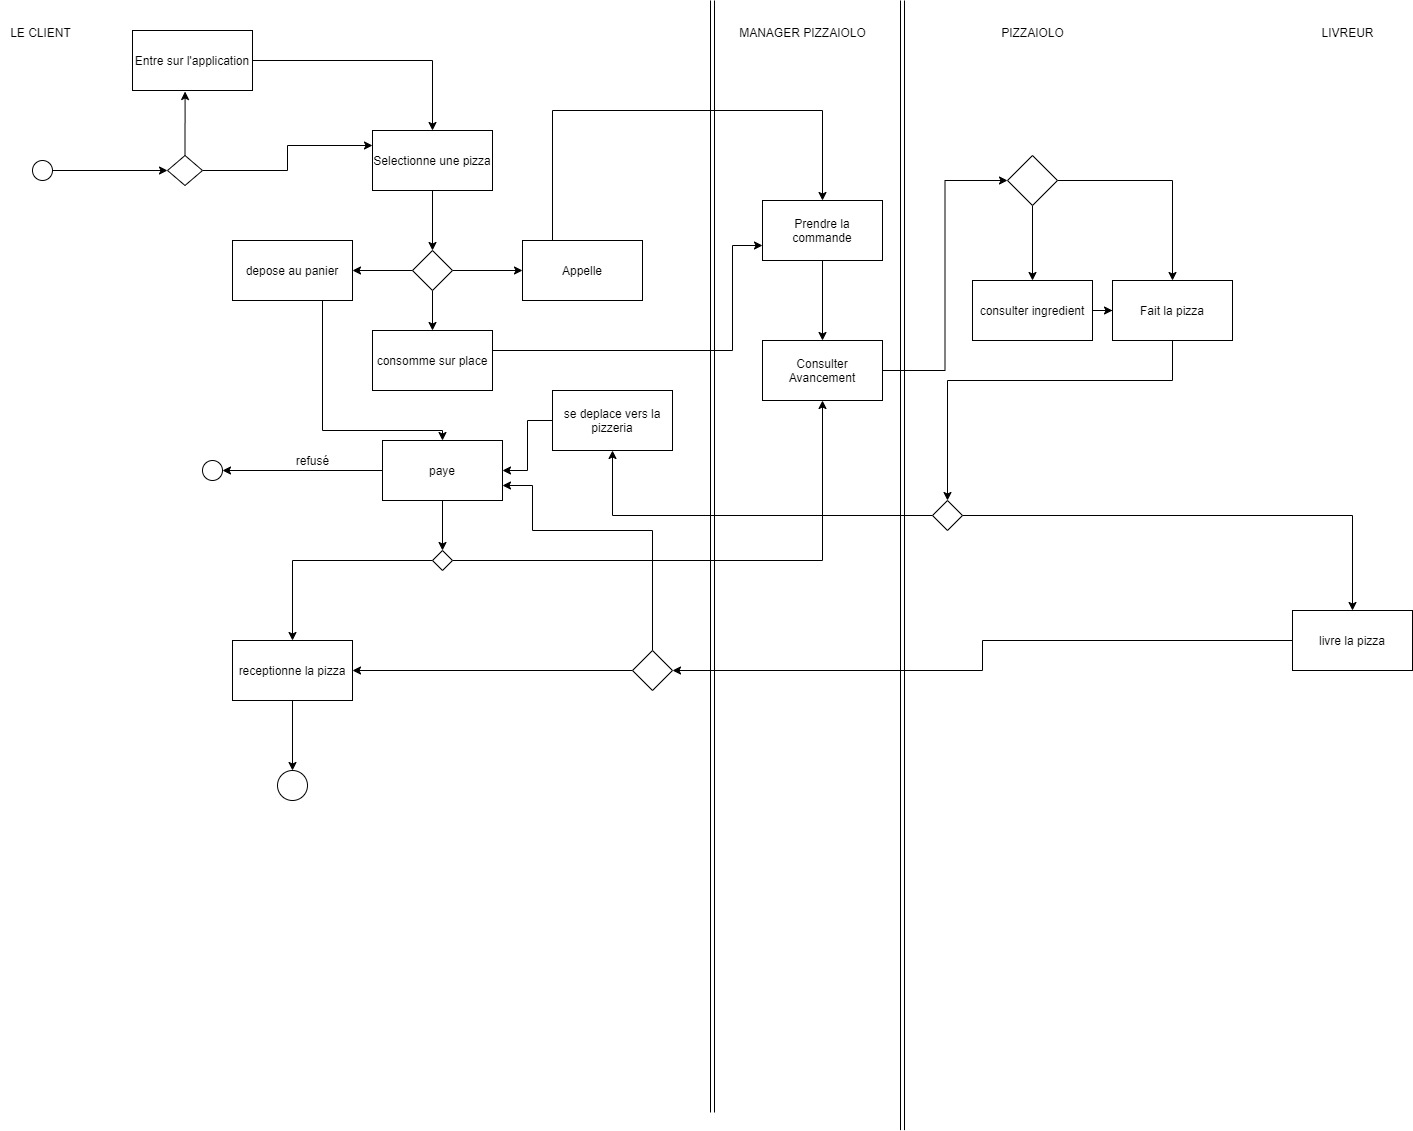 LE CLIENT
MANAGER PIZZAIOLO
PIZZAIOLO
LIVREUR
Entre sur l'application
Selectionne une pizza
Prendre la
commande
depose au panier
Appelle
consulter ingredient
Fait la pizza
consomme sur place
Consulter
Avancement
se deplace vers la
pizzeria
refusé
paye
livre la pizza
receptionne la pizza